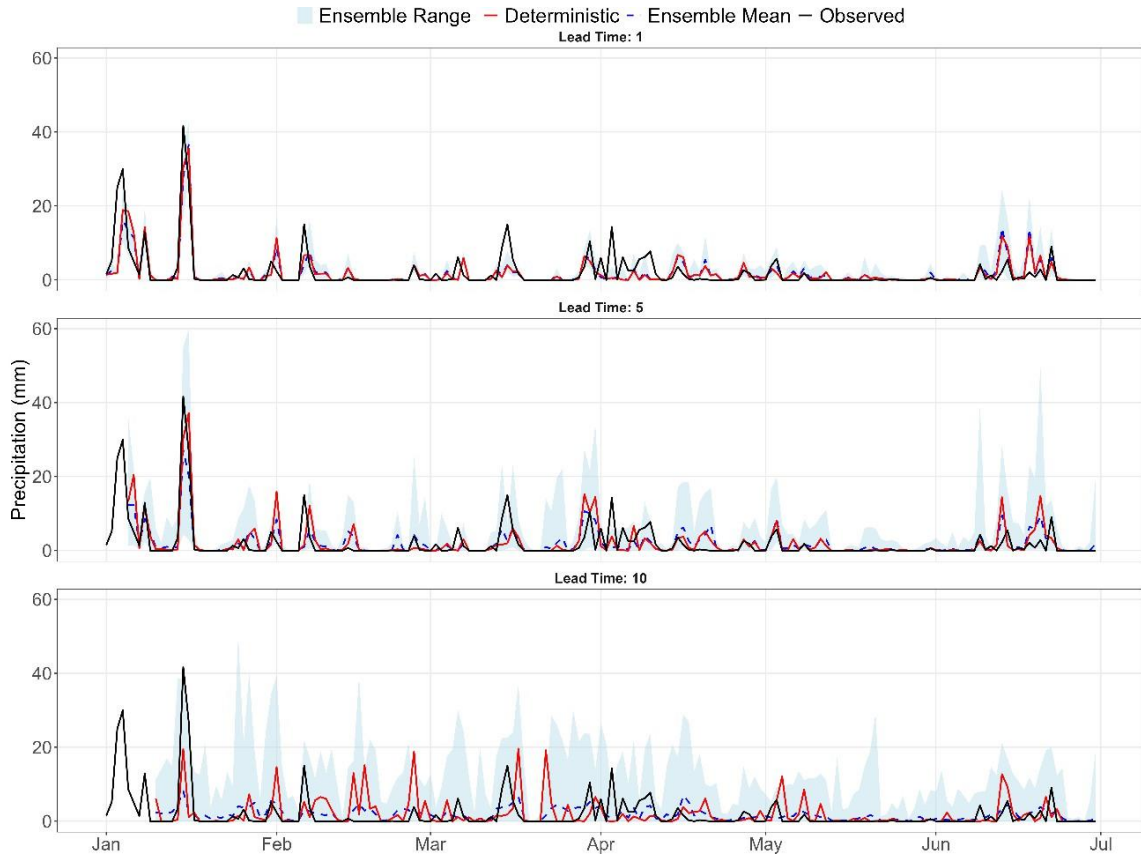 Ensemble Range Deterministic Ensemble Mean Observed
Lead Time: 1
60
40
20
0
Lead Time: 5
60
40
20
0
Precipitation (mm)
Lead Time: 10
60
40
20
0
Jan Feb Mar Apr May Jun Jul